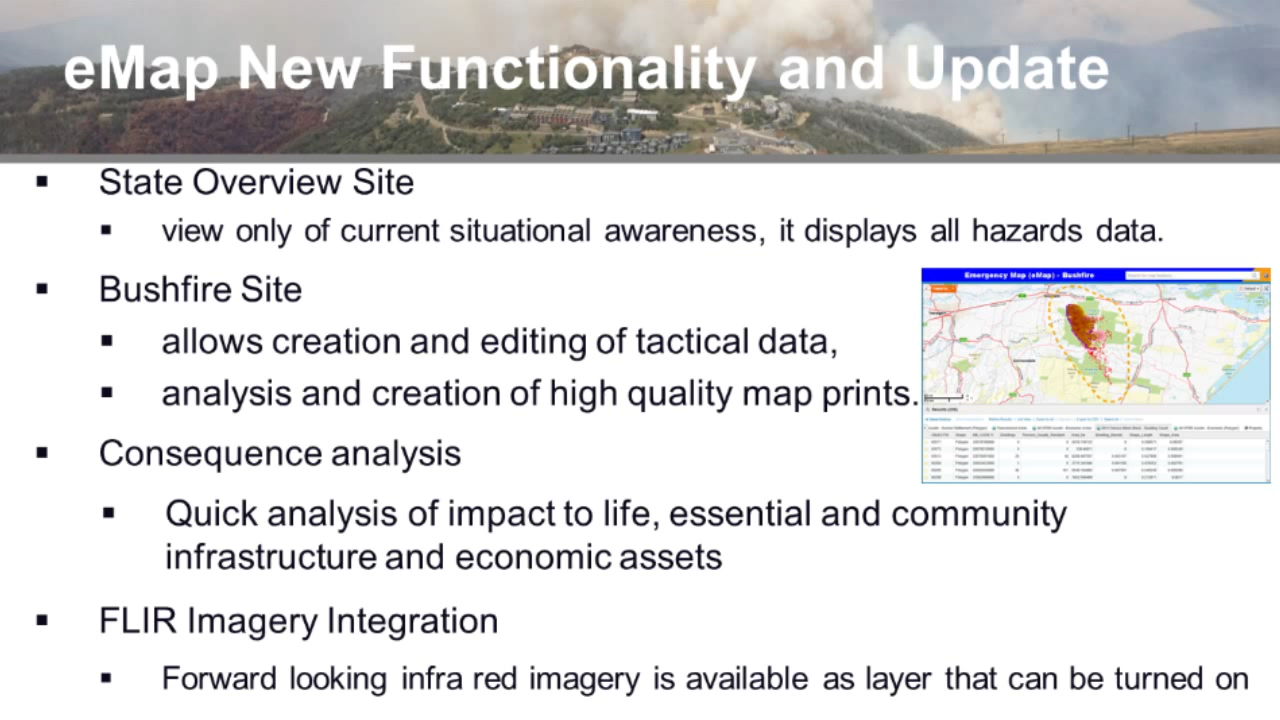 eMap New Functionality and Update
▪ State Overview Site
▪ view only of current situational awareness, it displays all hazards data.
▪ Bushfire Site
▪ allows creation and editing of tactical data,
▪ analysis and creation of high quality map prints.
Emergency Map (eMap) - Bushfire
▪ Consequence analysis
▪ Quick analysis of impact to life, essential and community
infrastructure and economic assets
▪ FLIR Imagery Integration
▪ Forward looking infra red imagery is available as layer that can be turned on